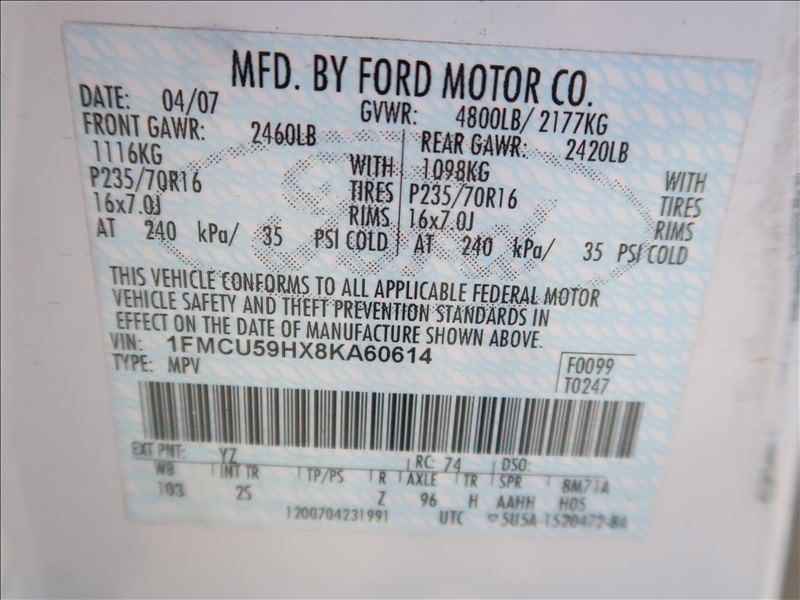 MFD. BY FORD MOTOR CO.
DATE: 04/07 GVWR: 4800LB/ 2177KG
FRONT GAWR: 2460LB REAR GAWR: 2420LB
1116KG WITH 1098KG WITH
P235/70R16 TIRES P235/70R16 TIRES
16x7.0J RIMS 16x7.0J RIMS
AT 240 kPa/ 35 PSI COLD AT 240 kPa/ 35 PSI COLD
THIS VEHICLE CONFORMS TO ALL APPLICABLE FEDERAL MOTOR
VEHICLE SAFETY AND THEFT PREVENTION STANDARDS IN
EFFECT ON THE DATE OF MANUFACTURE SHOWN ABOVE.
VIN: 1FMCU59HX8KA60614
TYPE: MPV
F0099
T0247
EXT PNT: YZ RC: 74 DSO:
WB INT TR TP/PS R AXLE TR SPR 8M71A
103 2S Z 96 H AAHH H05
1200704231991 UTC 5U5A-1520472-BA